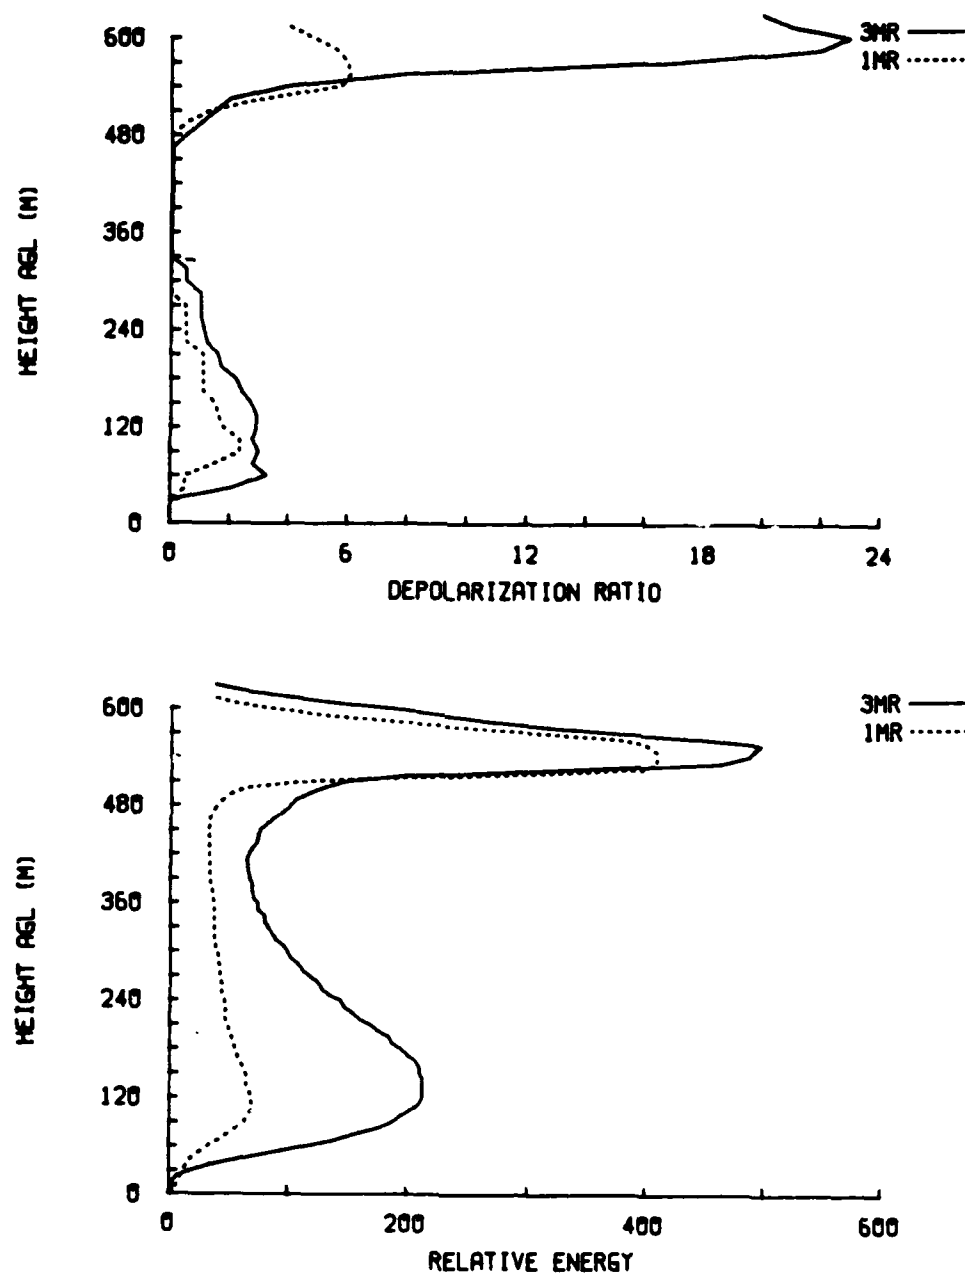 600
3MR
1MR
480
360
240
120
0
HEIGHT AGL (M)
0 6 12 18 24
DEPOLARIZATION RATIO
600
3MR
1MR
480
360
240
120
0
HEIGHT AGL (M)
0 200 400 600
RELATIVE ENERGY